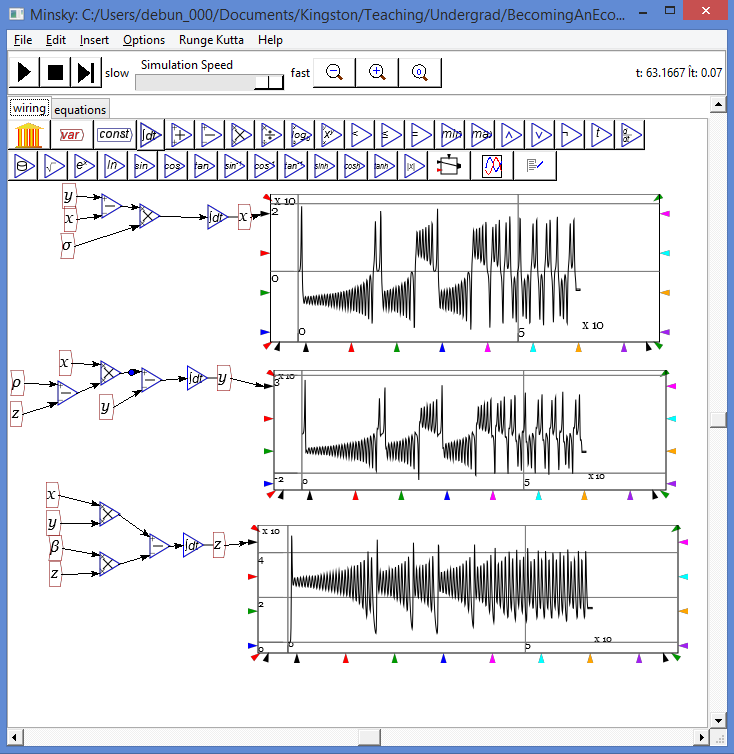 Minsky: C:/Users/debun_000/Documents/Kingston/Teaching/Undergrad/BecomingAnEco...
File Edit Insert Options Runge Kutta Help
slow Simulation Speed fast t: 63.1667 Ît: 0.07
wiring equations
var const ∫dt + − × ÷ log xʸ < ≤ = min max ∧ ∨ ¬ t
√ eˣ ln sin cos tan sin⁻¹ cos⁻¹ tan⁻¹ sinh cosh tanh |x|
y
x
σ
∫dt x
X 10
2
0
0 5 X 10
x
ρ
z
y
∫dt y
X 10
3
-2
0 5 X 10
x
y
β
z
∫dt z
X 10
4
2
0
0 5 X 10